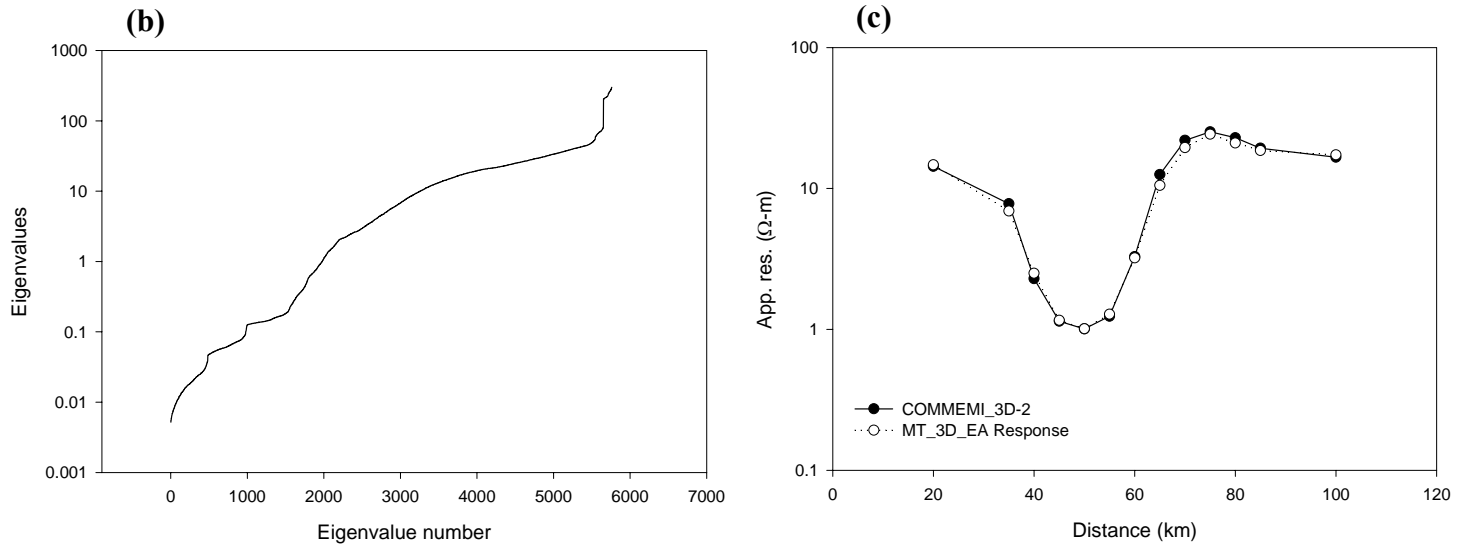 (b)
1000
100
10
1
0.1
0.01
0.001
Eigenvalues
0 1000 2000 3000 4000 5000 6000 7000
Eigenvalue number
(c)
100
10
1
0.1
App. res. (Ω-m)
COMMEMI_3D-2
MT_3D_EA Response
0 20 40 60 80 100 120
Distance (km)